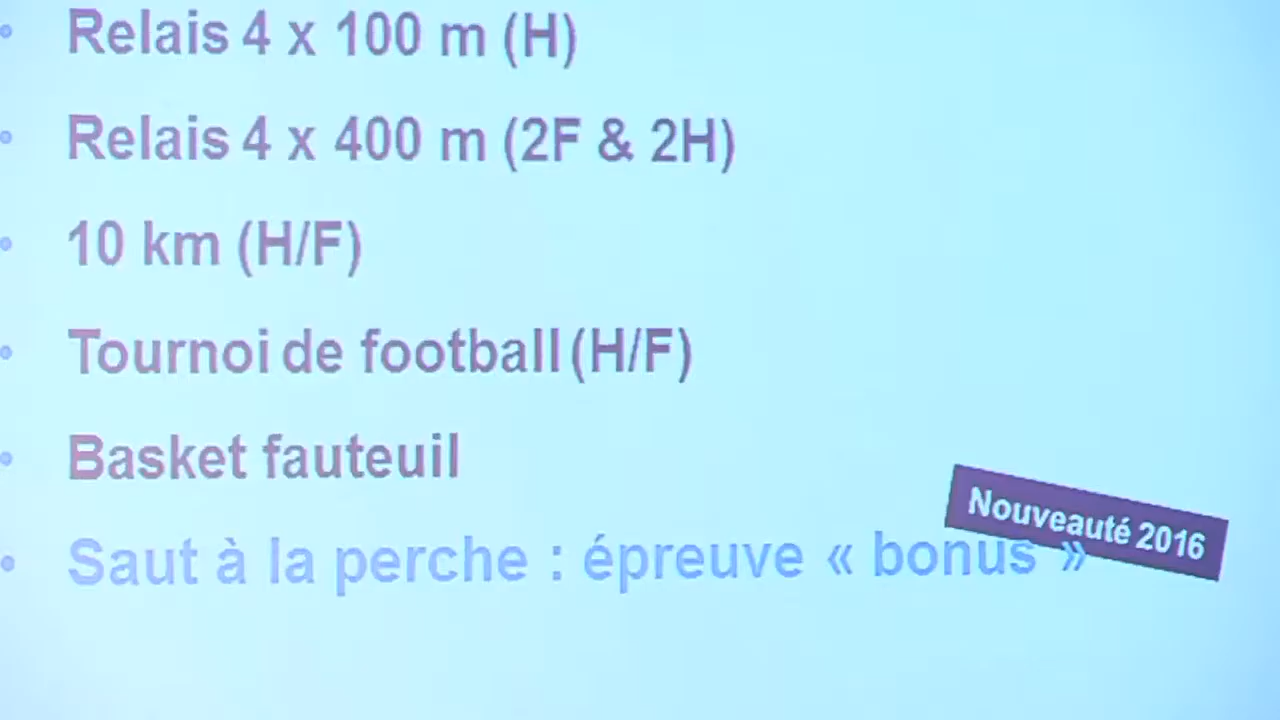 Relais 4 x 100 m (H)
Relais 4 x 400 m (2F & 2H)
10 km (H/F)
Tournoi de football (H/F)
Basket fauteuil
Nouveauté 2016
Saut à la perche : épreuve « bonus »